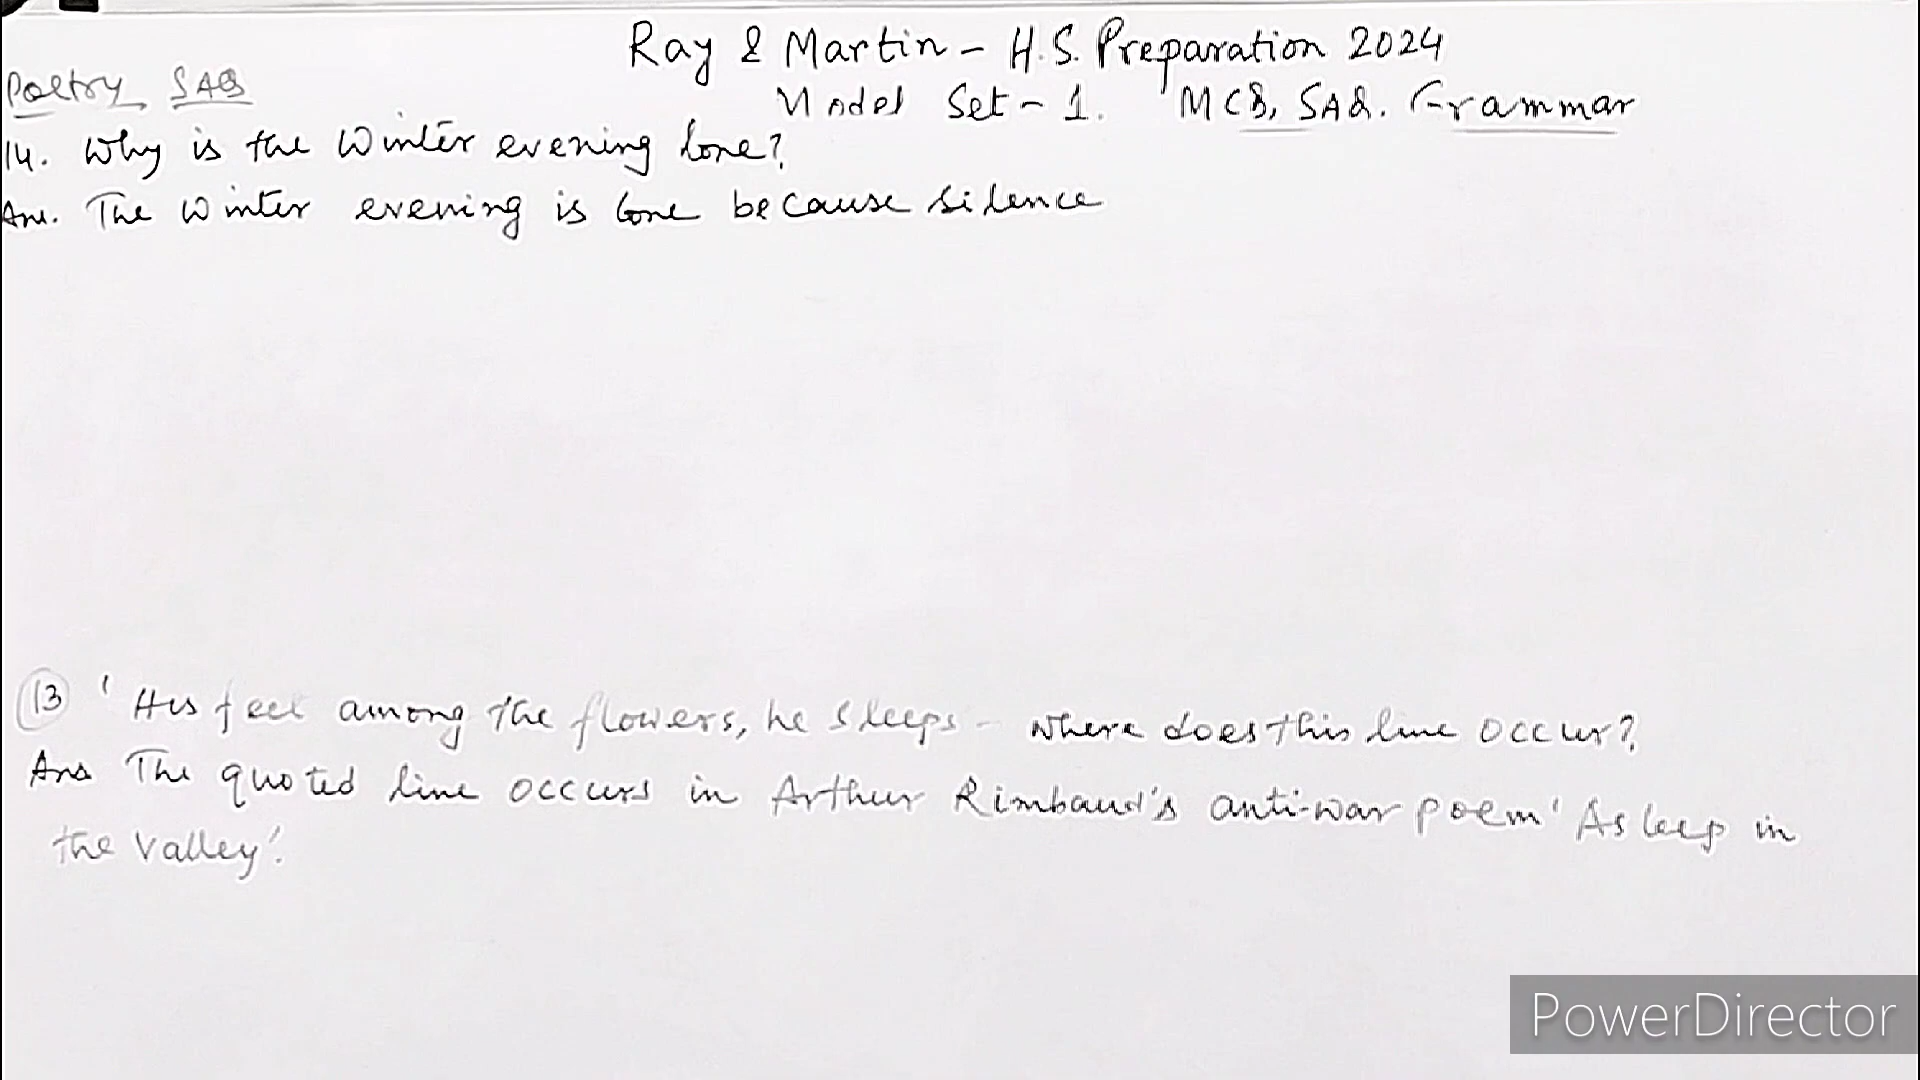 Ray & Martin - H.S. Preparation 2024
Poetry SAQ
Model Set - 1. MCQ, SAQ. Grammar
14. Why is the Winter evening lone?
Ans. The Winter evening is lone because silence
13 'His feet among the flowers, he sleeps - Where does this line occur?
Ans The quoted line occurs in Arthur Rimbaud's anti-war poem 'Asleep in
the Valley'.
PowerDirector